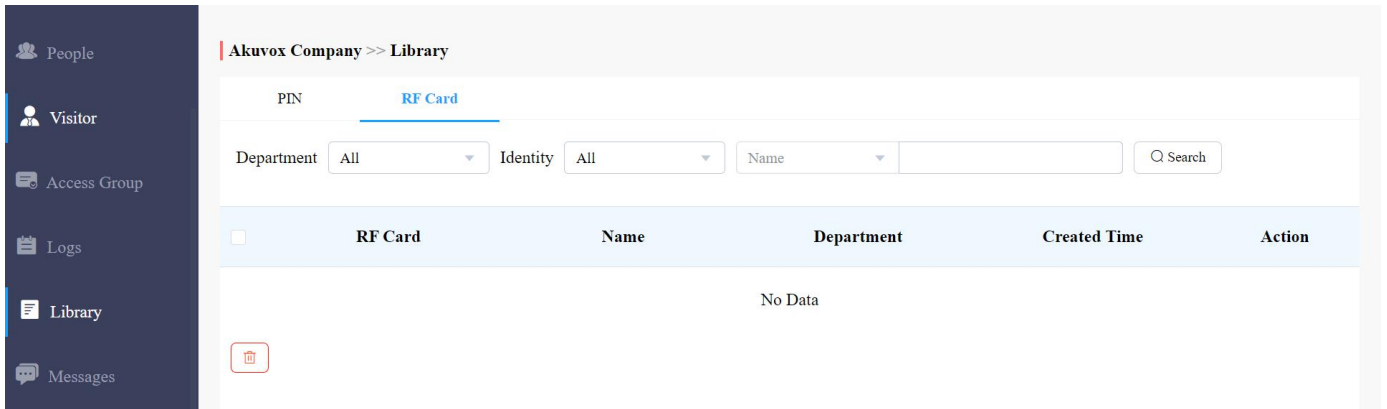 People
Visitor
Access Group
Logs
Library
Messages
Akuvox Company >> Library
PIN RF Card
Department All Identity All Name Search
RF Card Name Department Created Time Action
No Data